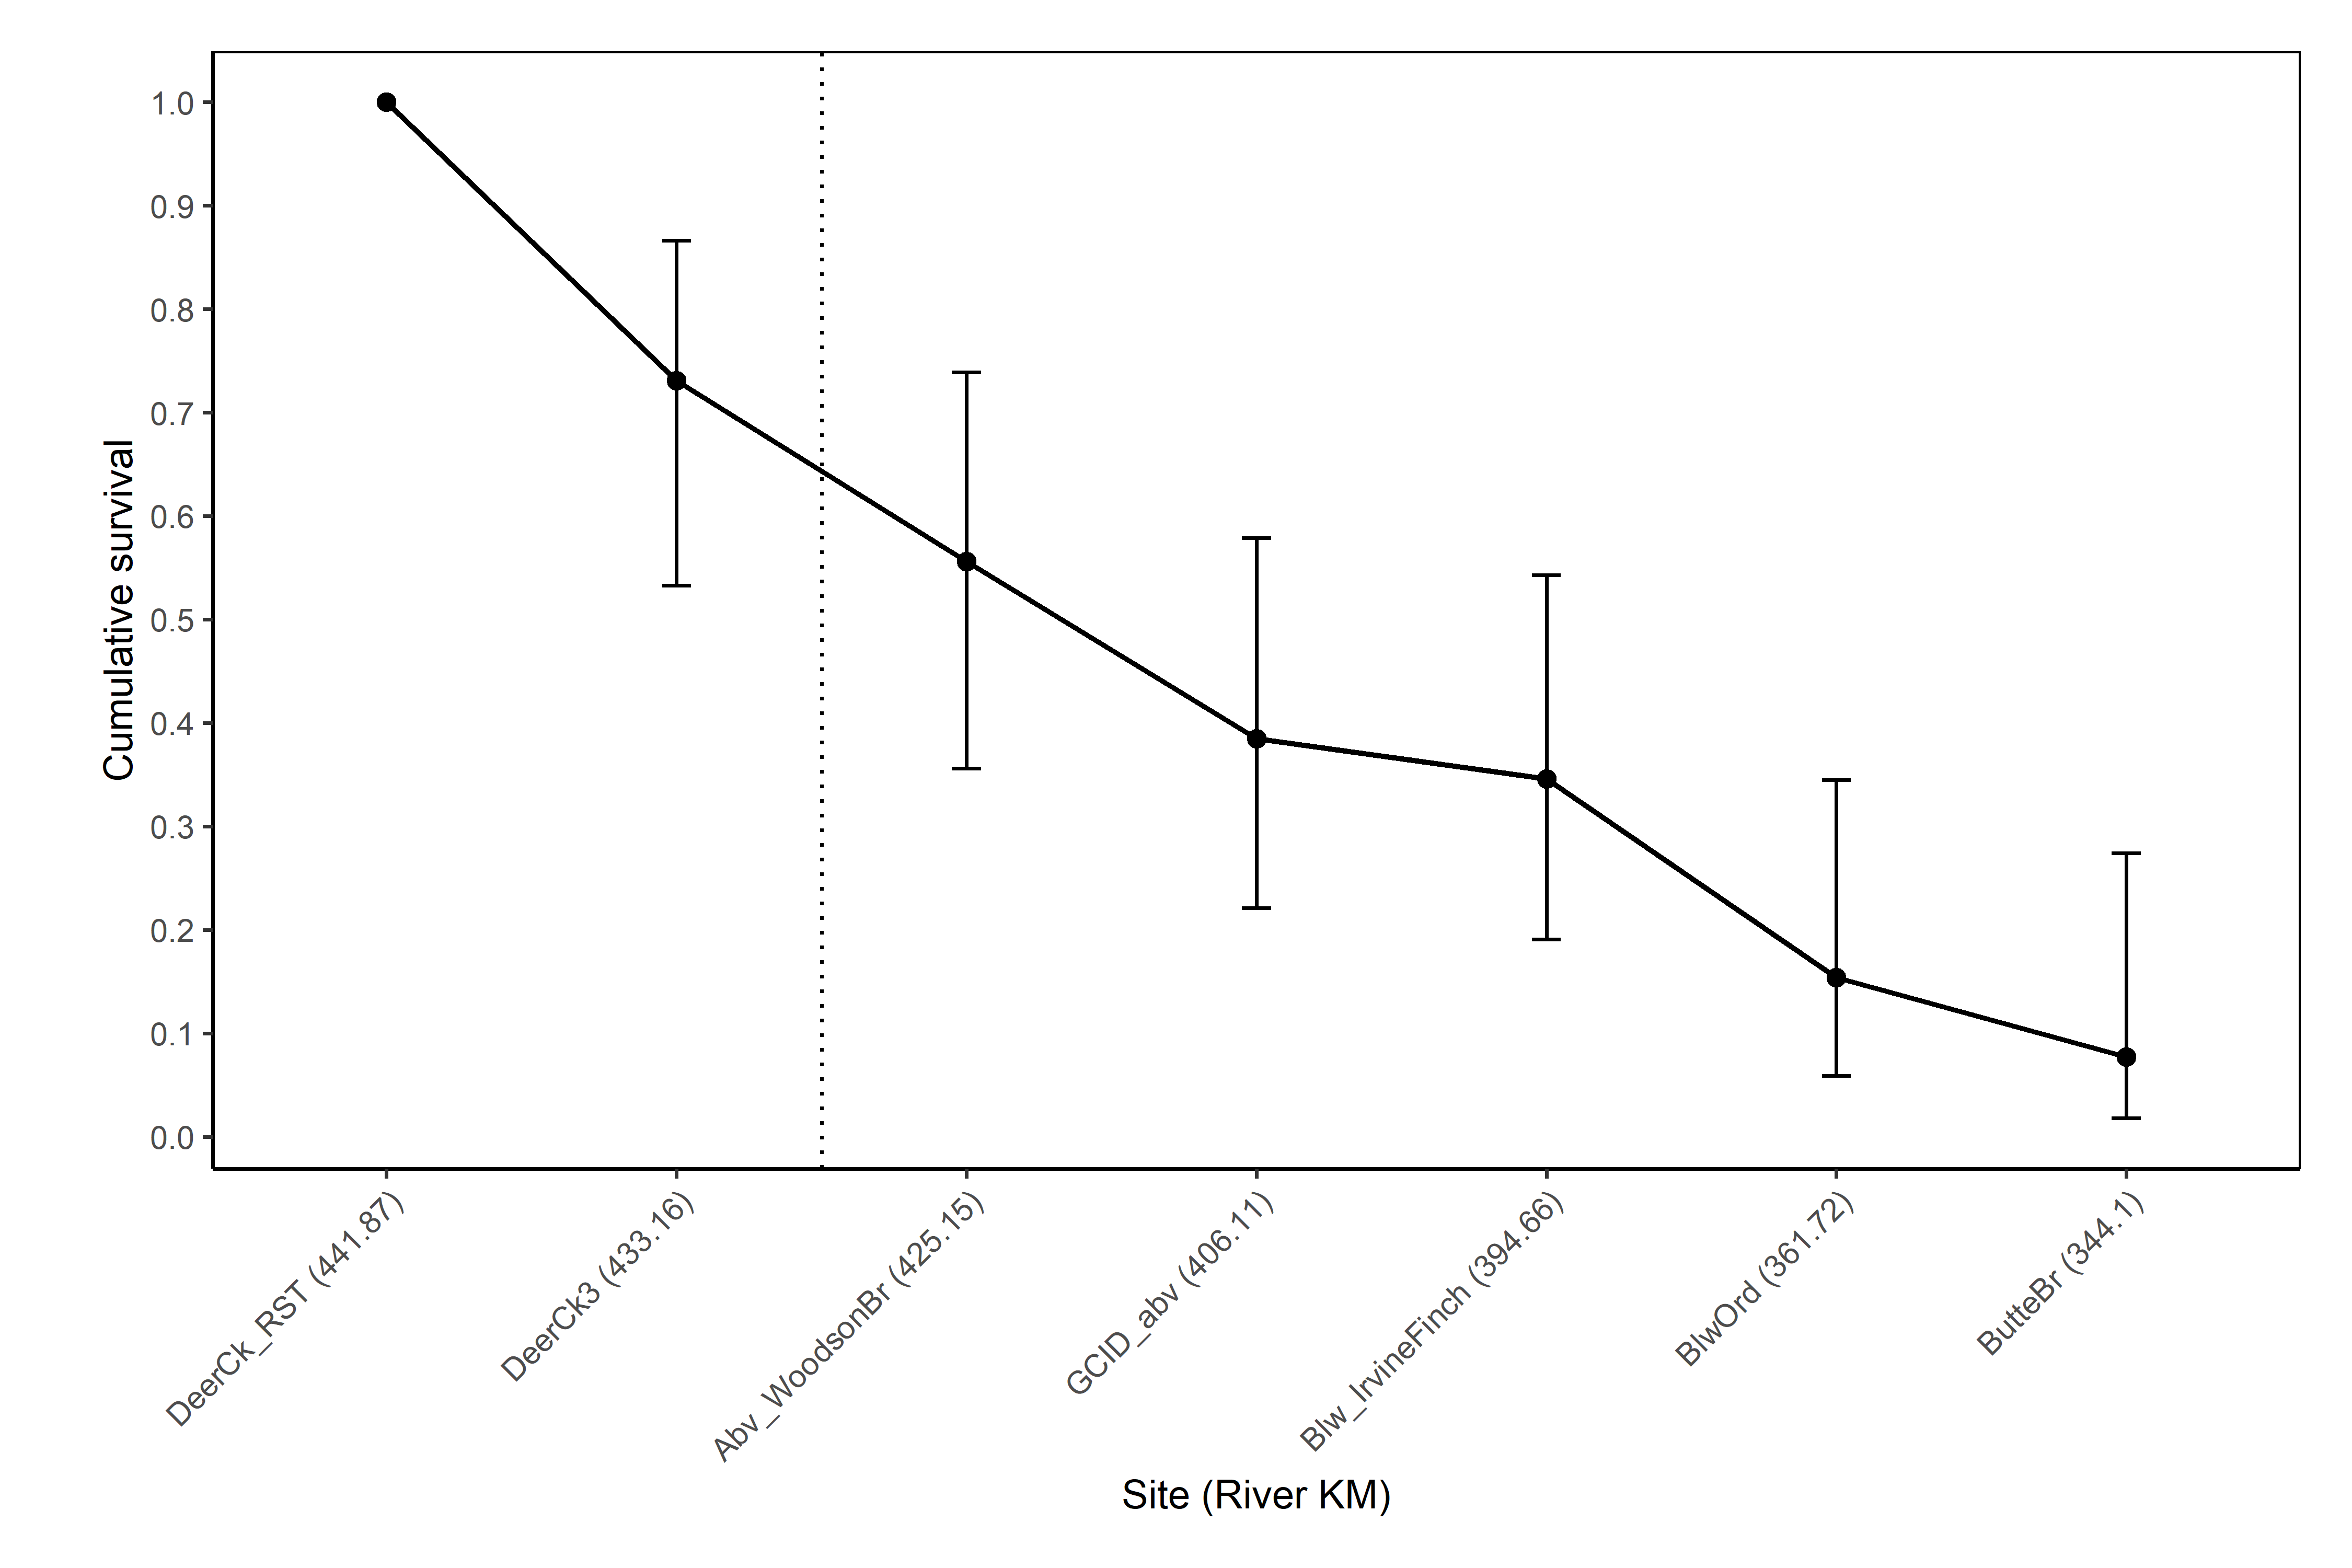 Cumulative survival
1.0
0.9
0.8
0.7
0.6
0.5
0.4
0.3
0.2
0.1
0.0
DeerCk_RST (441.87)
DeerCk3 (433.16)
Abv_WoodsonBr (425.15)
GCID_abv (406.11)
Blw_IrvineFinch (394.66)
BlwOrd (361.72)
ButteBr (344.1)
Site (River KM)